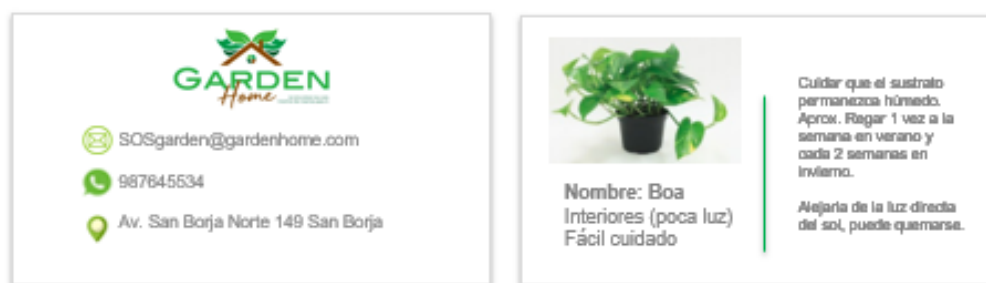 GARDEN
Home
SOSgarden@gardenhome.com
987645534
Av. San Borja Norte 149 San Borja
Nombre: Boa
Interiores (poca luz)
Fácil cuidado
Cuidar que el sustrato
permanezca húmedo.
Aprox. Regar 1 vez a la
semana en verano y
cada 2 semanas en
invierno.
Alejarla de la luz directa
del sol, puede quemarse.